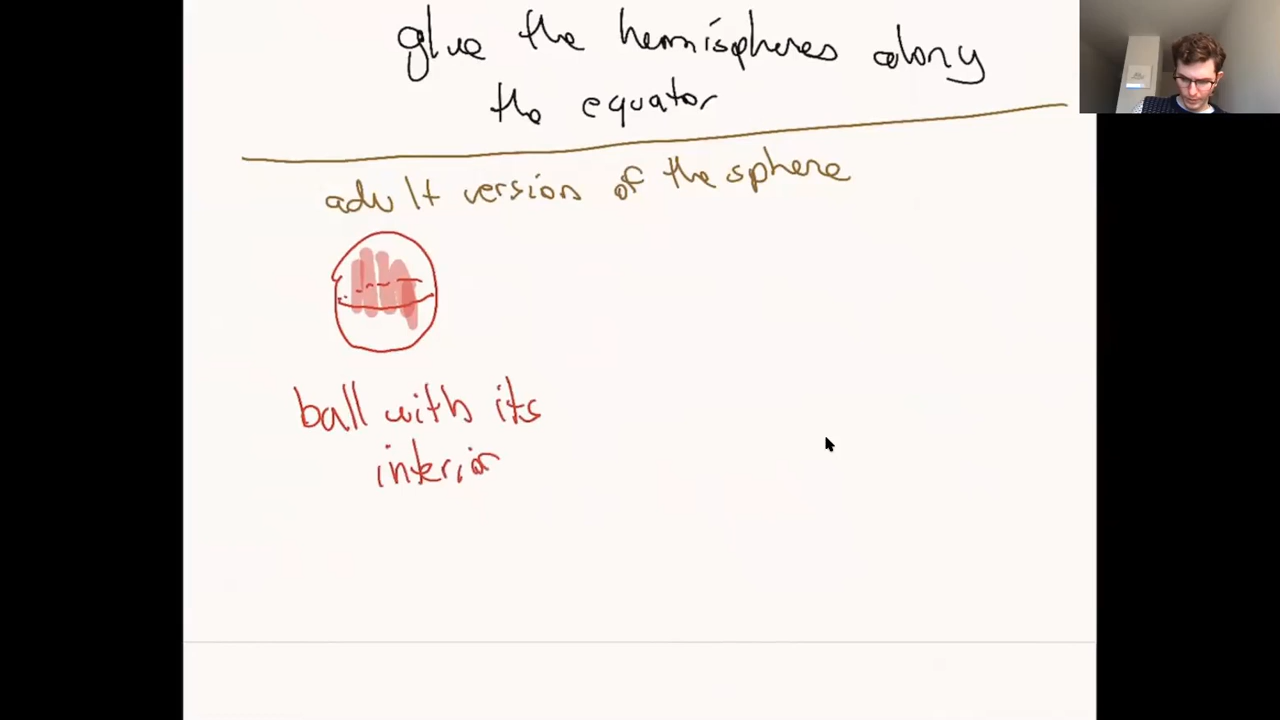 glue the hemispheres along
the equator
adult version of the sphere
ball with its
interior